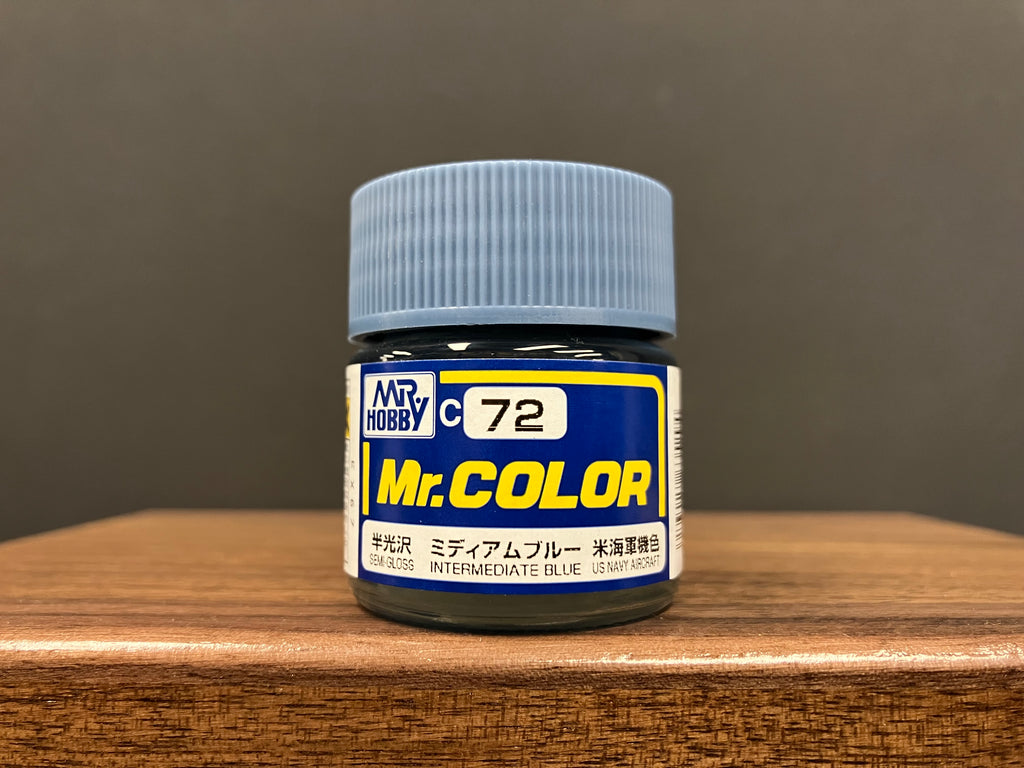 MR.
HOBBY
C 72
Mr.COLOR
半光沢 ミディアムブルー 米海軍機色
SEMI-GLOSS INTERMEDIATE BLUE US NAVY AIRCRAFT